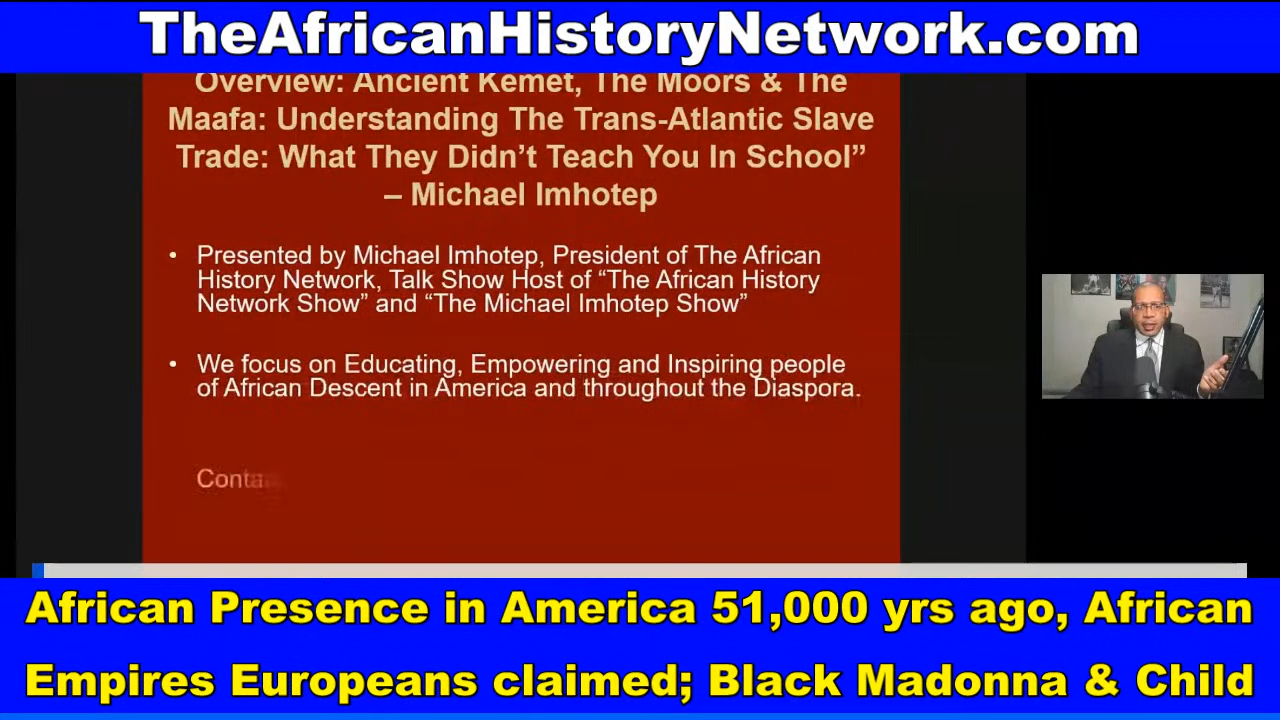 TheAfricanHistoryNetwork.com
Overview: Ancient Kemet, The Moors & The
Maafa: Understanding The Trans-Atlantic Slave
Trade: What They Didn’t Teach You In School”
– Michael Imhotep
• Presented by Michael Imhotep, President of The African
History Network, Talk Show Host of “The African History
Network Show” and “The Michael Imhotep Show”
• We focus on Educating, Empowering and Inspiring people
of African Descent in America and throughout the Diaspora.
African Presence in America 51,000 yrs ago, African
Empires Europeans claimed; Black Madonna & Child